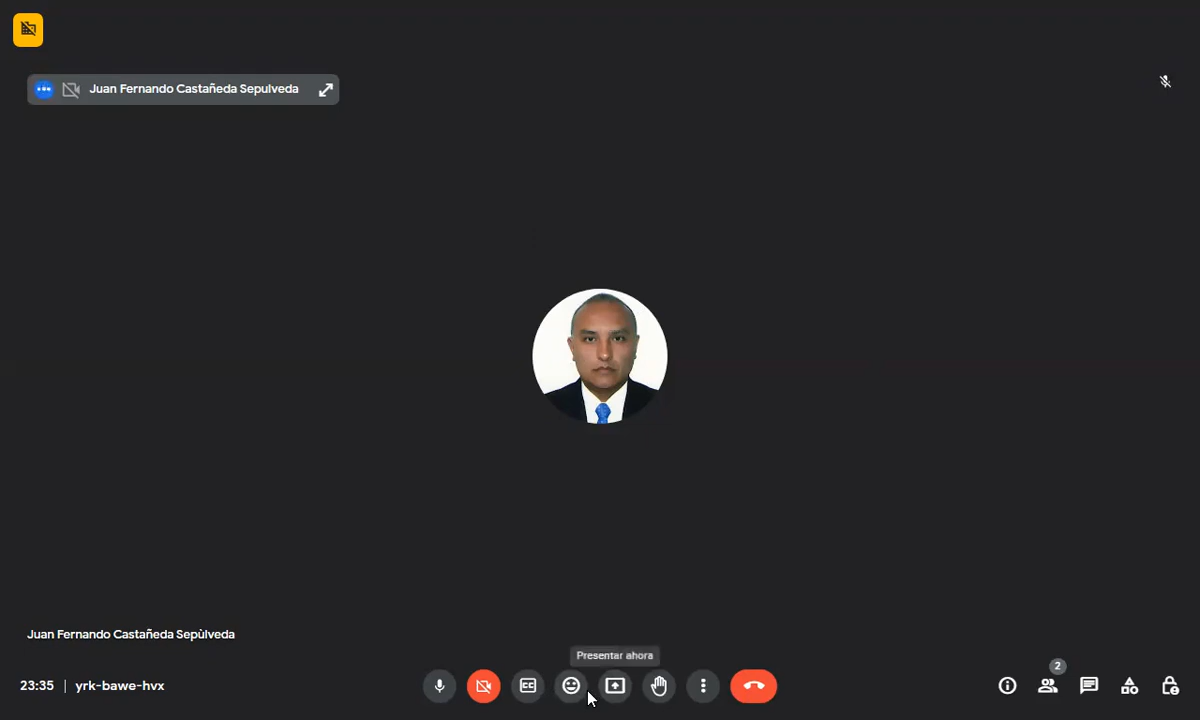 Juan Fernando Castañeda Sepulveda
Juan Fernando Castañeda Sepùlveda
Presentar ahora
23:35 | yrk-bawe-hvx
2